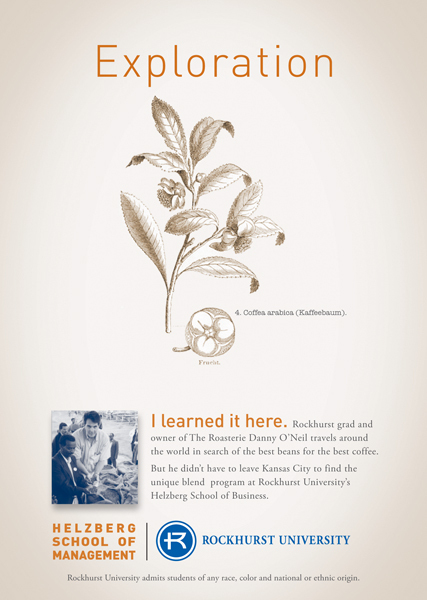 Exploration
4. Coffea arabica (Kaffeebaum).
I learned it here. Rockhurst grad and
owner of The Roasterie Danny O'Neil travels around
the world in search of the best beans for the best coffee.
But he didn't have to leave Kansas City to find the
unique blend program at Rockhurst University's
Helzberg School of Business.
HELZBERG
SCHOOL OF
MANAGEMENT
R
ROCKHURST UNIVERSITY
Rockhurst University admits students of any race, color and national or ethnic origin.